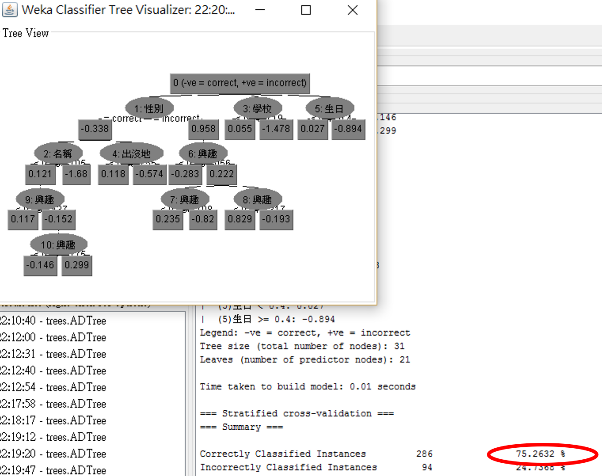 Weka Classifier Tree Visualizer: 22:20:...
Tree View
0 (-ve = correct, +ve = incorrect)
1: 性別
3: 學校
5: 生日
-0.338
0.958
0.055
-1.478
0.027
-0.894
2: 名稱
4: 出沒地
6: 興趣
0.121
-1.68
0.118
-0.574
-0.283
0.222
9: 興趣
7: 興趣
8: 興趣
0.117
-0.152
0.235
-0.82
0.829
-0.193
10: 興趣
-0.146
0.299
.146
.299
| (5)生日 < 0.4: 0.027
| (5)生日 >= 0.4: -0.894
Legend: -ve = correct, +ve = incorrect
Tree size (total number of nodes): 31
Leaves (number of predictor nodes): 21
Time taken to build model: 0.01 seconds
=== Stratified cross-validation ===
=== Summary ===
Correctly Classified Instances 286 75.2632 %
Incorrectly Classified Instances 94 24.7368 %
22:10:40 - trees.ADTree
22:12:00 - trees.ADTree
22:12:31 - trees.ADTree
22:12:40 - trees.ADTree
22:12:54 - trees.ADTree
22:17:58 - trees.ADTree
22:18:17 - trees.ADTree
22:19:12 - trees.ADTree
22:19:20 - trees.ADTree
22:19:47 - trees.ADTree